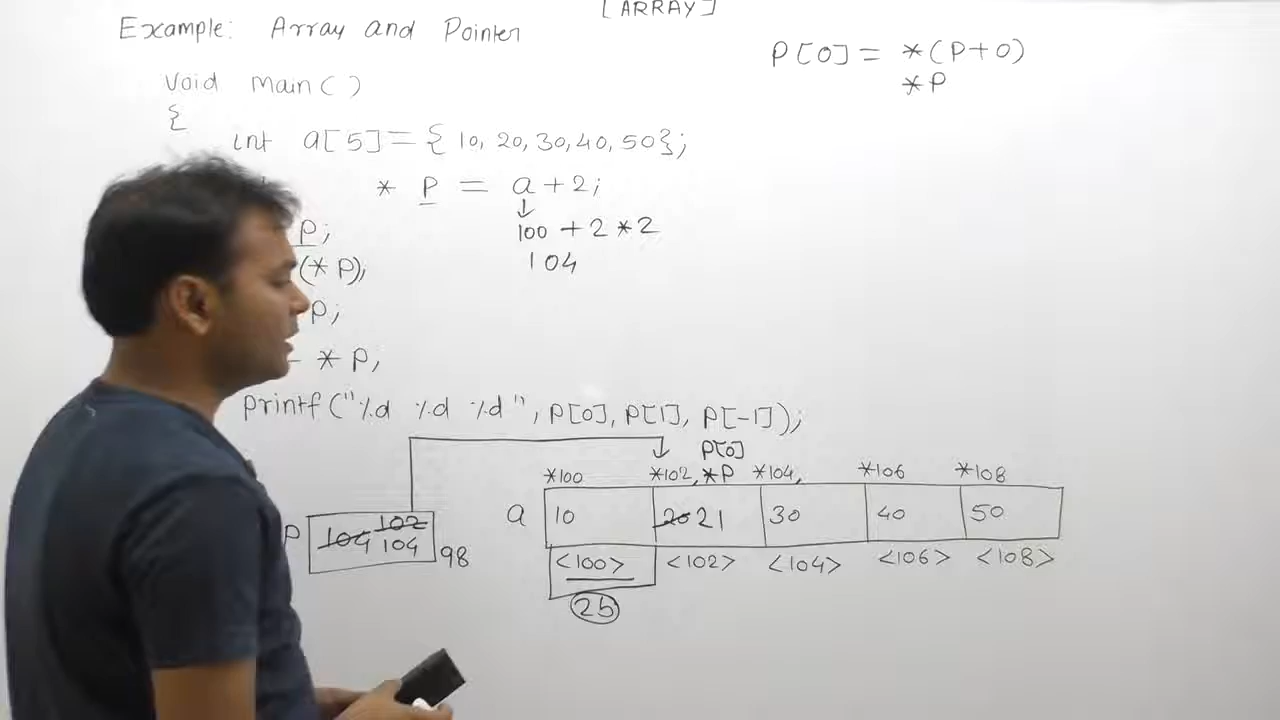 [ARRAY]
Example: Array and Pointer
P[0] = *(P+0)
*P
Void main()
{
int a[5]={10, 20, 30, 40, 50};
* P = a+2;
↓
100 + 2*2
104
P;
(*P);
P;
- *P;
printf("%d %d %d", P[0], P[1], P[-1]);
P[0]
*100 *102, *P *104, *106 *108
a 10 20 21 30 40 50
P 104 102 104 98
<100> <102> <104> <106> <108>
2b